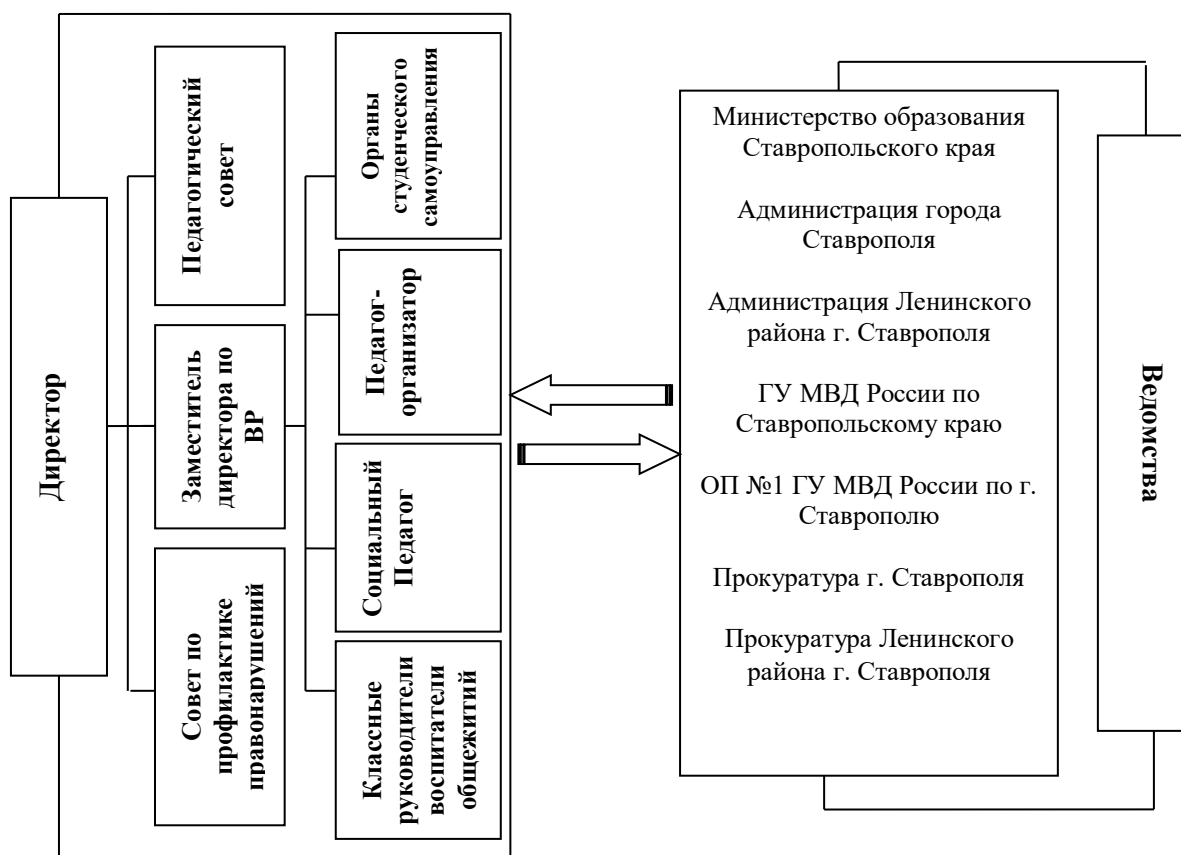 Директор
Совет по
профилактике
правонарушений
Заместитель
директора по
ВР
Педагогический
совет
Классные
руководители
воспитатели
общежитий
Социальный
Педагог
Педагог-
организатор
Органы
студенческого
самоуправления
Министерство образования
Ставропольского края
Администрация города
Ставрополя
Администрация Ленинского
района г. Ставрополя
ГУ МВД России по
Ставропольскому краю
ОП №1 ГУ МВД России по г.
Ставрополю
Прокуратура г. Ставрополя
Прокуратура Ленинского
района г. Ставрополя
Ведомства